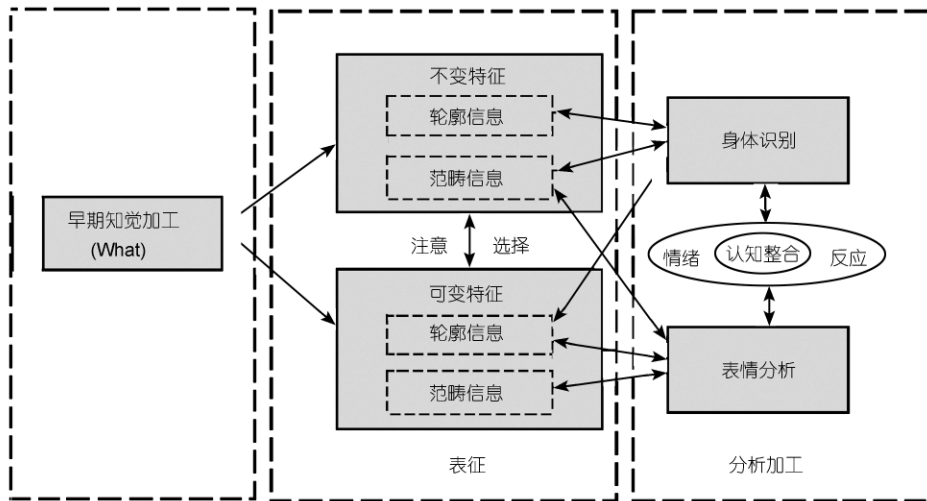 早期知觉加工
(What)
不变特征
轮廓信息
范畴信息
注意 选择
可变特征
轮廓信息
范畴信息
表征
身体识别
情绪 认知整合 反应
表情分析
分析加工